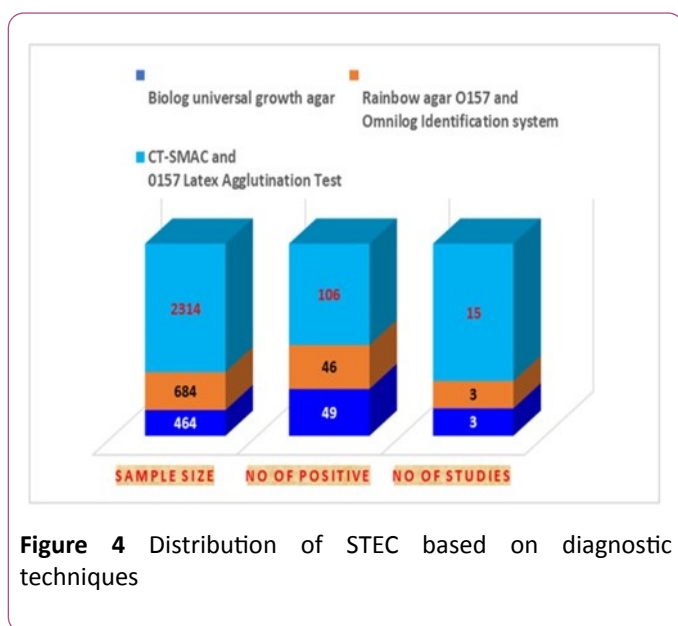 Biolog universal growth agar
Rainbow agar O157 and
Omnilog Identification system
CT-SMAC and
0157 Latex Agglutination Test
2314
106
15
684
46
3
464
49
3
SAMPLE SIZE
NO OF POSITIVE
NO OF STUDIES
Figure 4 Distribution of STEC based on diagnostic
techniques